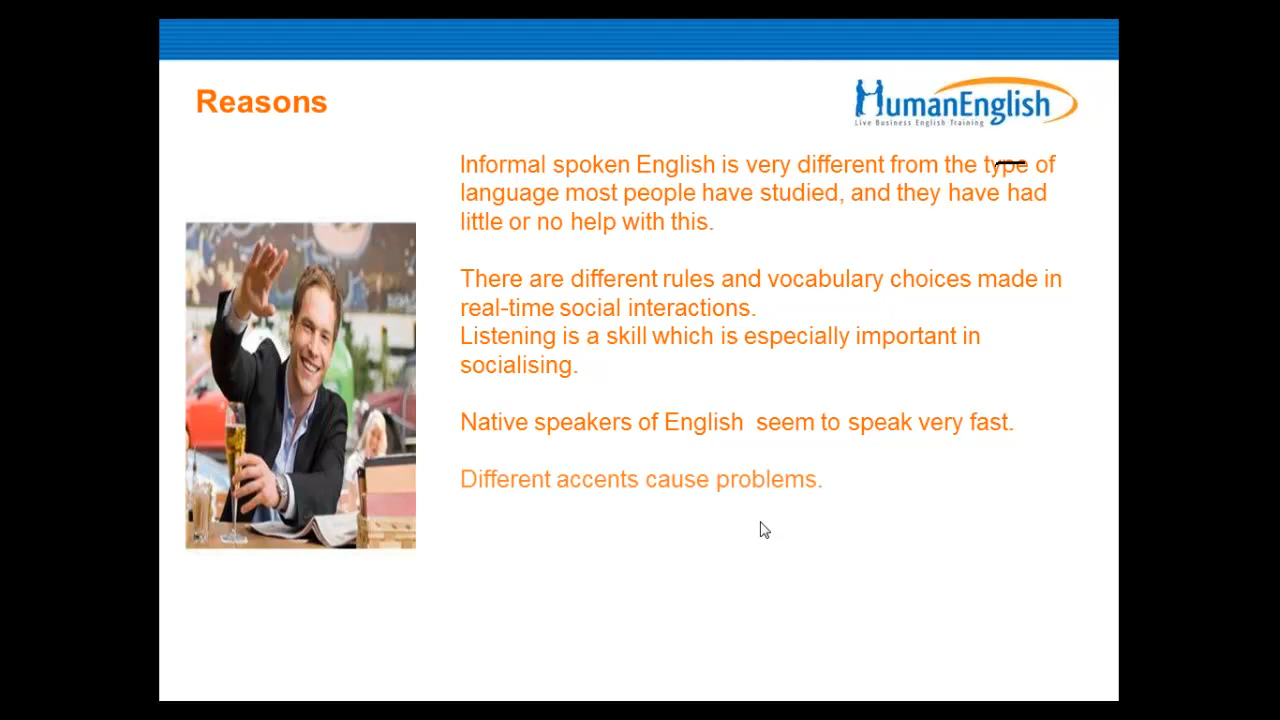 Reasons
HumanEnglish
Live Business English Training
Informal spoken English is very different from the type of
language most people have studied, and they have had
little or no help with this.
There are different rules and vocabulary choices made in
real-time social interactions.
Listening is a skill which is especially important in
socialising.
Native speakers of English  seem to speak very fast.
Different accents cause problems.